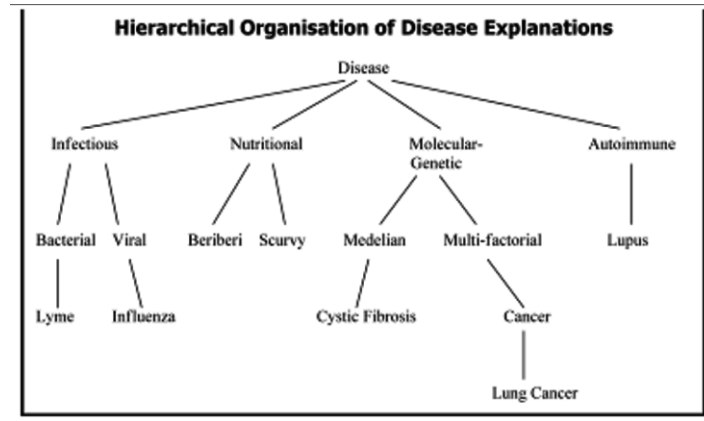 Hierarchical Organisation of Disease Explanations
Disease
Infectious Nutritional Molecular- Autoimmune
Genetic
Bacterial Viral Beriberi Scurvy Medelian Multi-factorial Lupus
Lyme Influenza Cystic Fibrosis Cancer
Lung Cancer